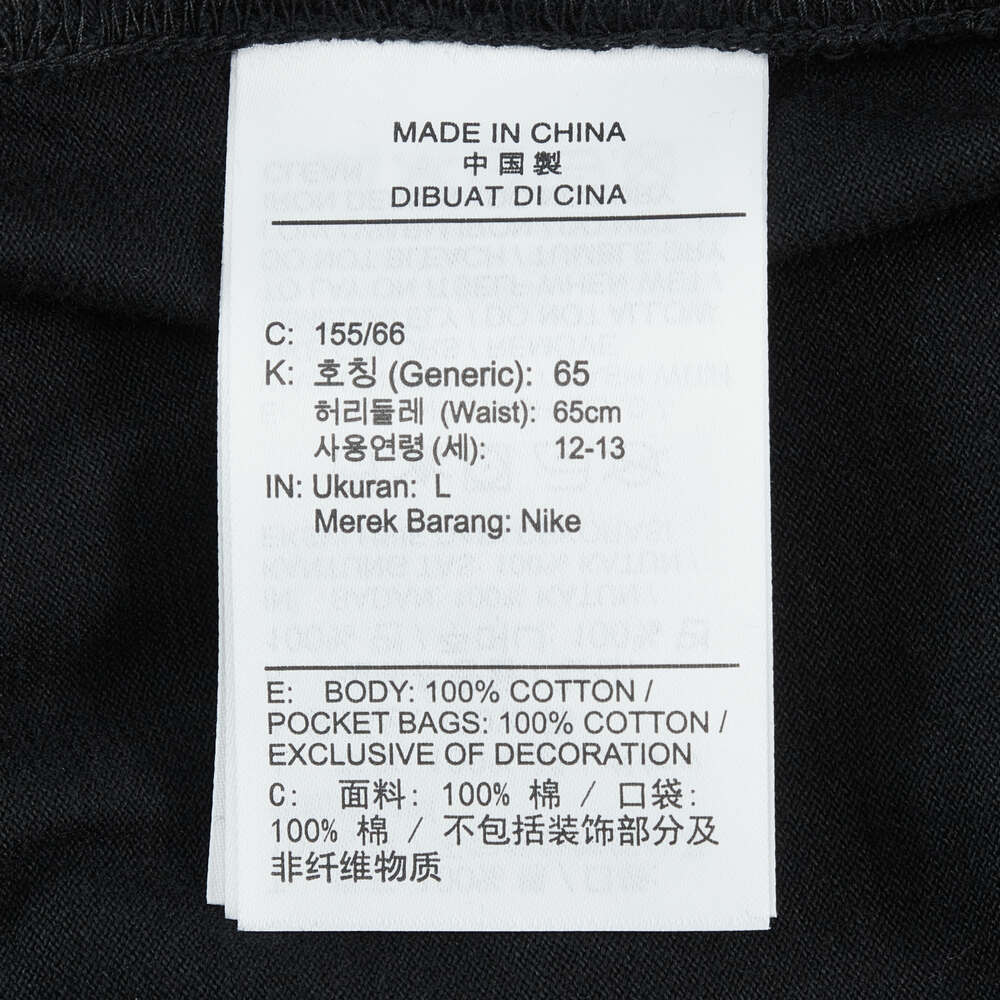 MADE IN CHINA
中国製
DIBUAT DI CINA
C: 155/66
K: 호칭 (Generic): 65
허리둘레 (Waist): 65cm
사용연령 (세): 12-13
IN: Ukuran: L
Merek Barang: Nike
E: BODY: 100% COTTON /
POCKET BAGS: 100% COTTON /
EXCLUSIVE OF DECORATION
C: 面料: 100% 棉 / 口袋:
100% 棉 / 不包括装饰部分及
非纤维物质